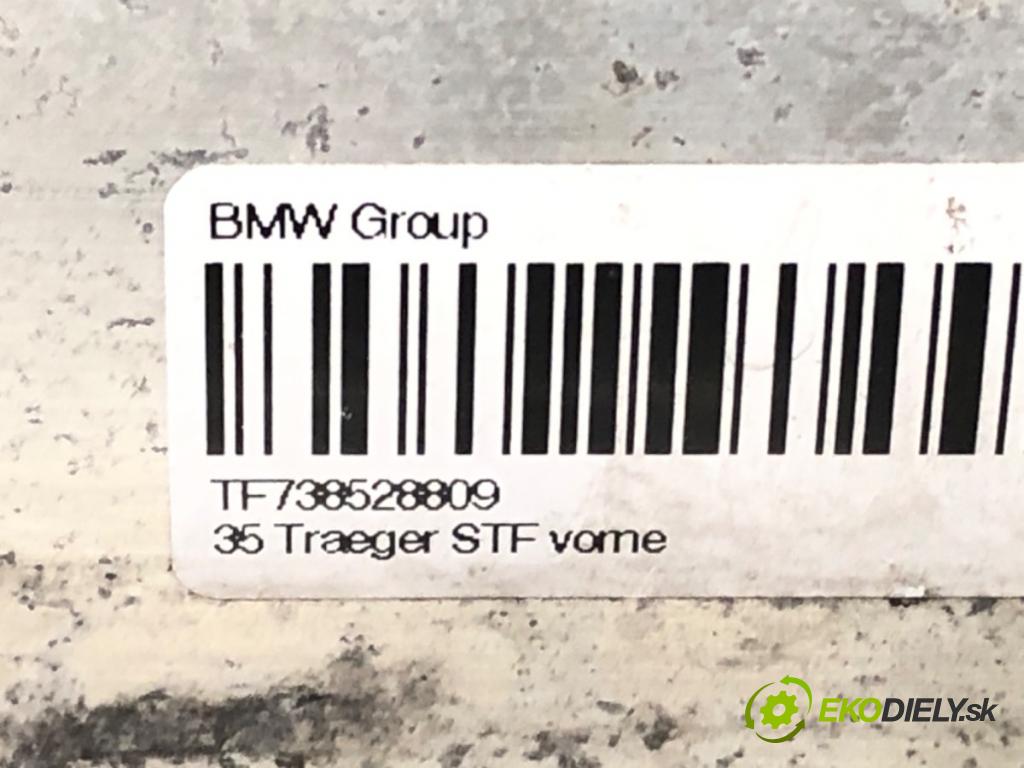 BMW Group
TF738528809
35 Traeger STF vorne
EKODIELY.sk